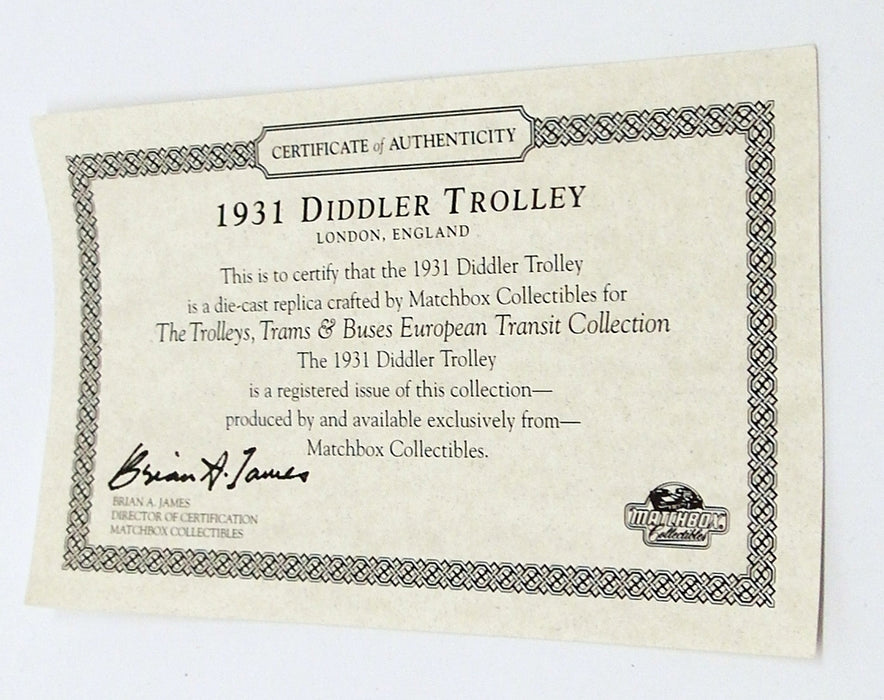 CERTIFICATE of AUTHENTICITY
1931 DIDDLER TROLLEY
LONDON, ENGLAND
This is to certify that the 1931 Diddler Trolley
is a die-cast replica crafted by Matchbox Collectibles for
The Trolleys, Trams & Buses European Transit Collection
The 1931 Diddler Trolley
is a registered issue of this collection—
produced by and available exclusively from—
Matchbox Collectibles.
Brian A. James
BRIAN A. JAMES
DIRECTOR OF CERTIFICATION
MATCHBOX COLLECTIBLES
MATCHBOX
Collectibles